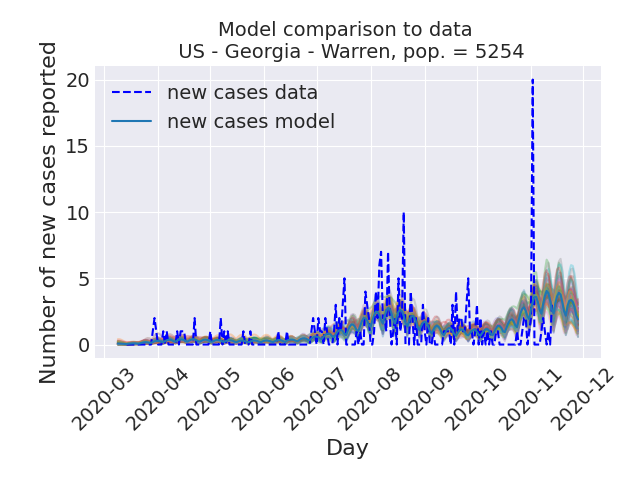 Model comparison to data
US - Georgia - Warren, pop. = 5254
Number of new cases reported
20
15
10
5
0
new cases data
new cases model
2020-03
2020-04
2020-05
2020-06
2020-07
2020-08
2020-09
2020-10
2020-11
2020-12
Day